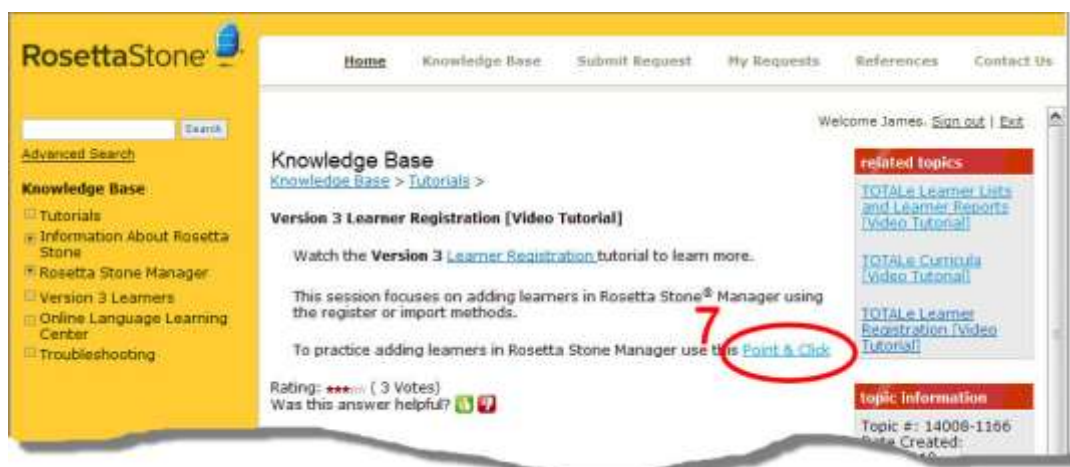 RosettaStone
Home Knowledge Base Submit Request My Requests References Contact Us
Search
Welcome James. Sign out | Exit
Advanced Search
Knowledge Base
Tutorials
Information About Rosetta
Stone
Rosetta Stone Manager
Version 3 Learners
Online Language Learning
Center
Troubleshooting
Knowledge Base
Knowledge Base > Tutorials >
Version 3 Learner Registration [Video Tutorial]
Watch the Version 3 Learner Registration tutorial to learn more.
This session focuses on adding learners in Rosetta Stone® Manager using
the register or import methods.
7
To practice adding learners in Rosetta Stone Manager use this Point & Click
Rating: ( 3 Votes)
Was this answer helpful?
related topics
TOTALe Learner Lists
and Learner Reports
[Video Tutorial]
TOTALe Curricula
[Video Tutorial]
TOTALe Learner
Registration [Video
Tutorial]
topic information
Topic #: 14008-1166
Date Created: